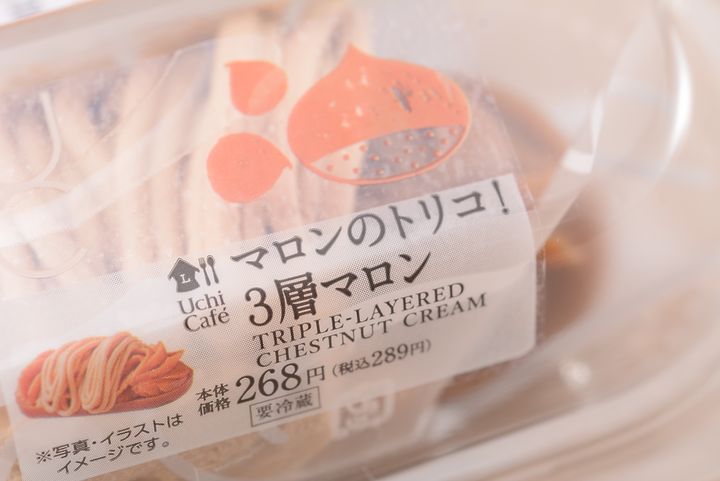 マロンのトリコ!
L
Uchi
Café
3層マロン
TRIPLE-LAYERED
CHESTNUT CREAM
本体
価格 268円 (税込289円)
要冷蔵
※写真・イラストは
イメージです。